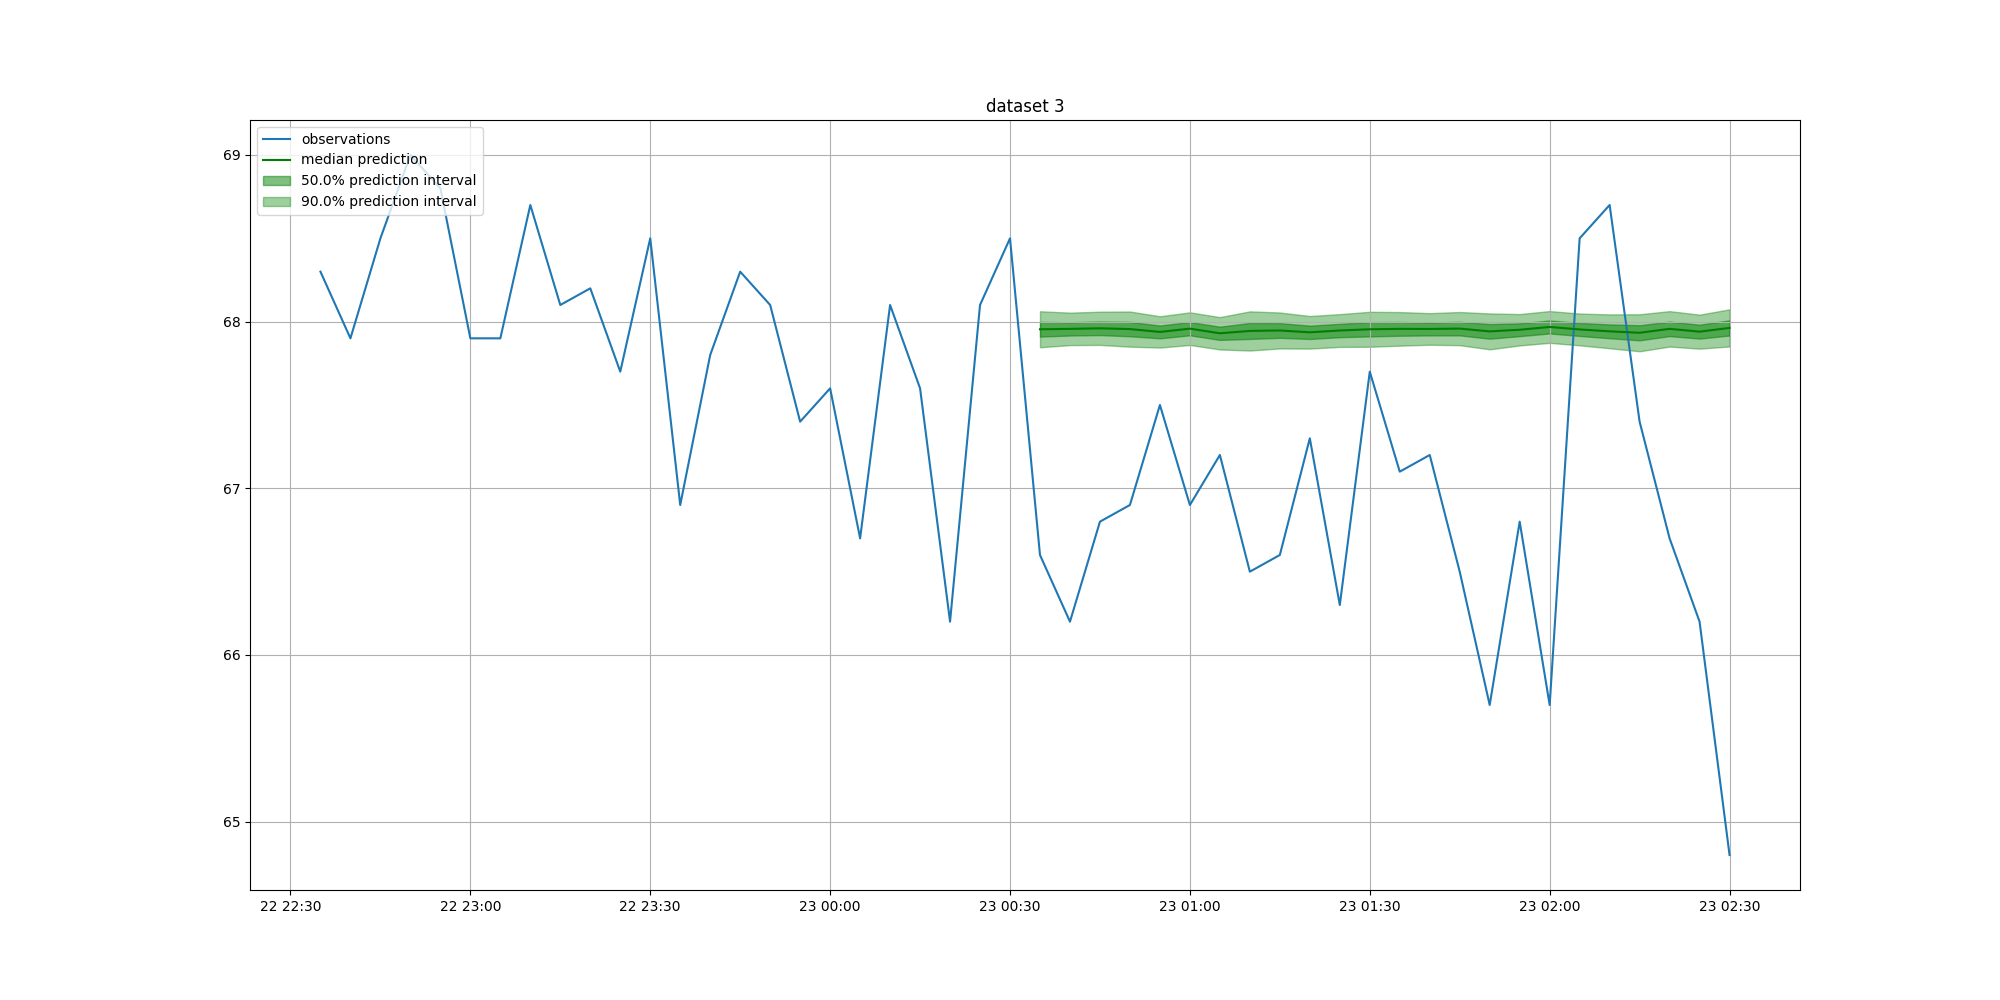 dataset 3
observations
median prediction
50.0% prediction interval
90.0% prediction interval
69
68
67
66
65
22 22:30
22 23:00
22 23:30
23 00:00
23 00:30
23 01:00
23 01:30
23 02:00
23 02:30